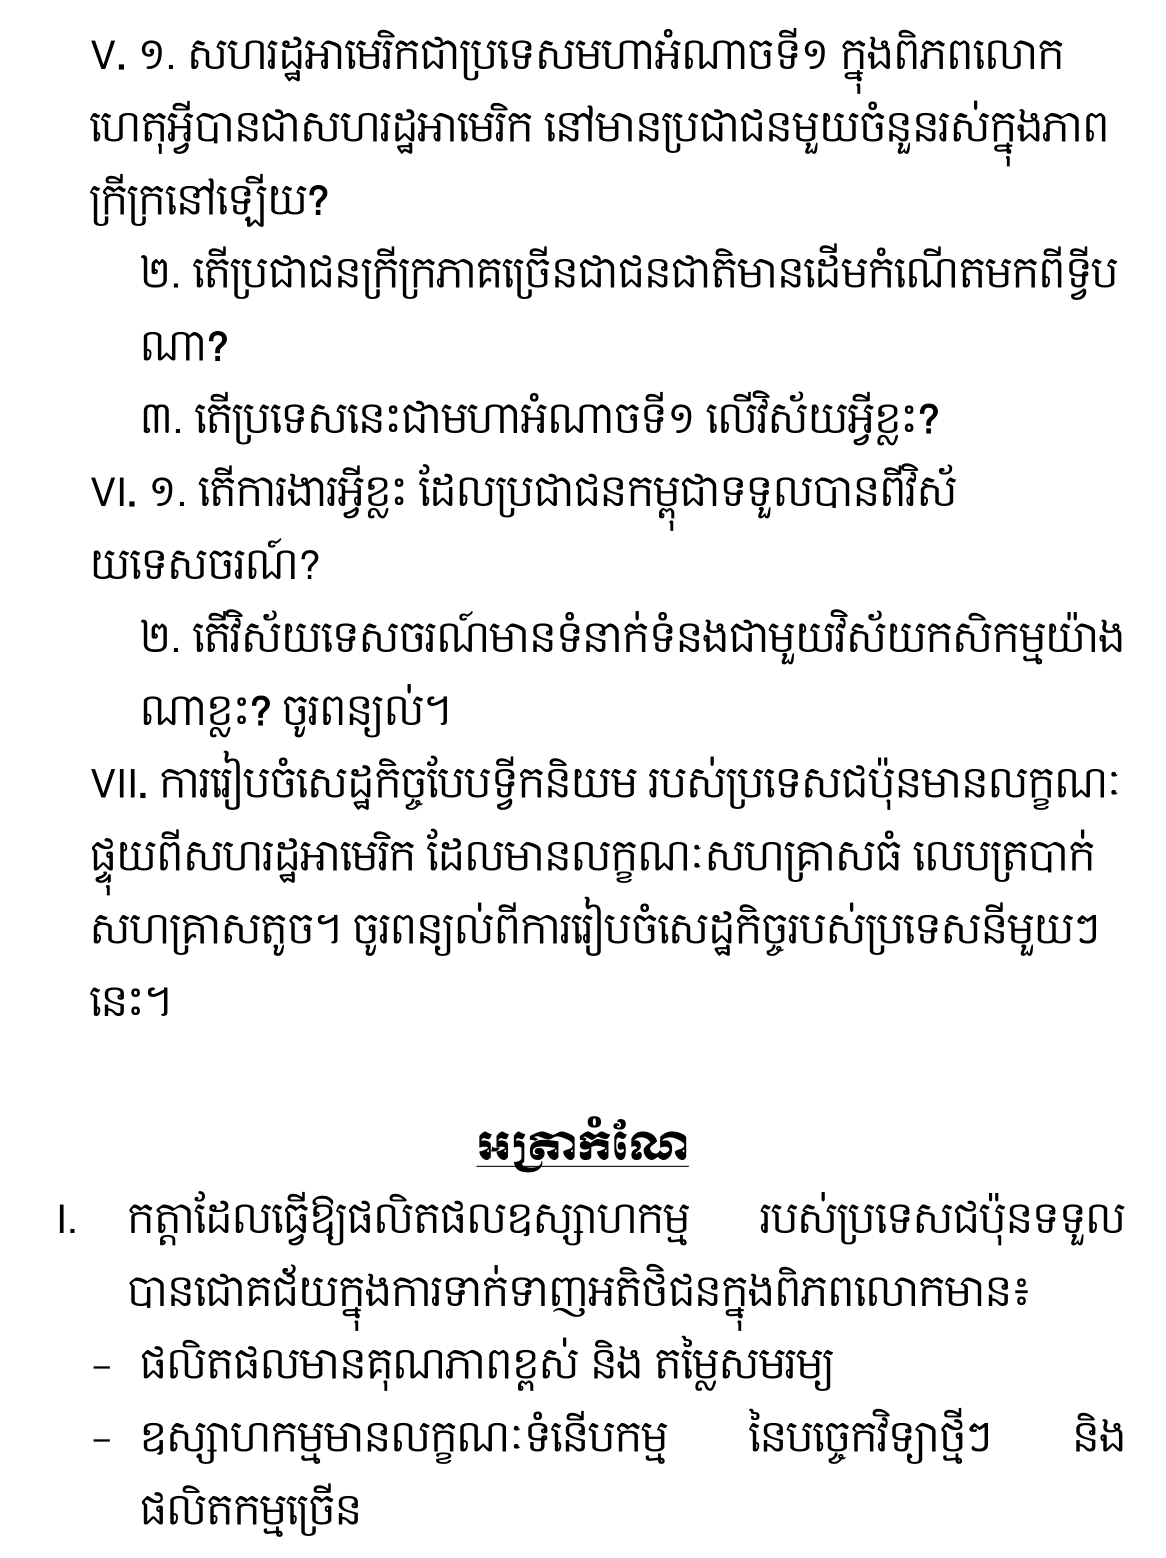 V. ១. សហរដ្ឋអាមេរិកជាប្រទេសមហាអំណាចទី១ ក្នុងពិភពលោក
ហេតុអ្វីបានជាសហរដ្ឋអាមេរិក នៅមានប្រជាជនមួយចំនួនរស់ក្នុងភាព
ក្រីក្រនៅឡើយ?
២. តើប្រជាជនក្រីក្រភាគច្រើនជាជនជាតិមានដើមកំណើតមកពីទ្វីប
ណា?
៣. តើប្រទេសនេះជាមហាអំណាចទី១ លើវិស័យអ្វីខ្លះ?
VI. ១. តើការងារអ្វីខ្លះ ដែលប្រជាជនកម្ពុជាទទួលបានពីវិស័
យទេសចរណ៍?
២. តើវិស័យទេសចរណ៍មានទំនាក់ទំនងជាមួយវិស័យកសិកម្មយ៉ាង
ណាខ្លះ? ចូរពន្យល់។
VII. ការរៀបចំសេដ្ឋកិច្ចបែបទ្វីកនិយម របស់ប្រទេសជប៉ុនមានលក្ខណៈ
ផ្ទុយពីសហរដ្ឋអាមេរិក ដែលមានលក្ខណៈសហគ្រាសធំ លេបត្របាក់
សហគ្រាសតូច។ ចូរពន្យល់ពីការរៀបចំសេដ្ឋកិច្ចរបស់ប្រទេសនីមួយៗ
នេះ។
អត្រាកំណែ
I. កត្តាដែលធ្វើឱ្យផលិតផលឧស្សាហកម្ម របស់ប្រទេសជប៉ុនទទួល
បានជោគជ័យក្នុងការទាក់ទាញអតិថិជនក្នុងពិភពលោកមាន៖
– ផលិតផលមានគុណភាពខ្ពស់ និង តម្លៃសមរម្យ
– ឧស្សាហកម្មមានលក្ខណៈទំនើបកម្ម នៃបច្ចេកវិទ្យាថ្មីៗ និង
ផលិតកម្មច្រើន